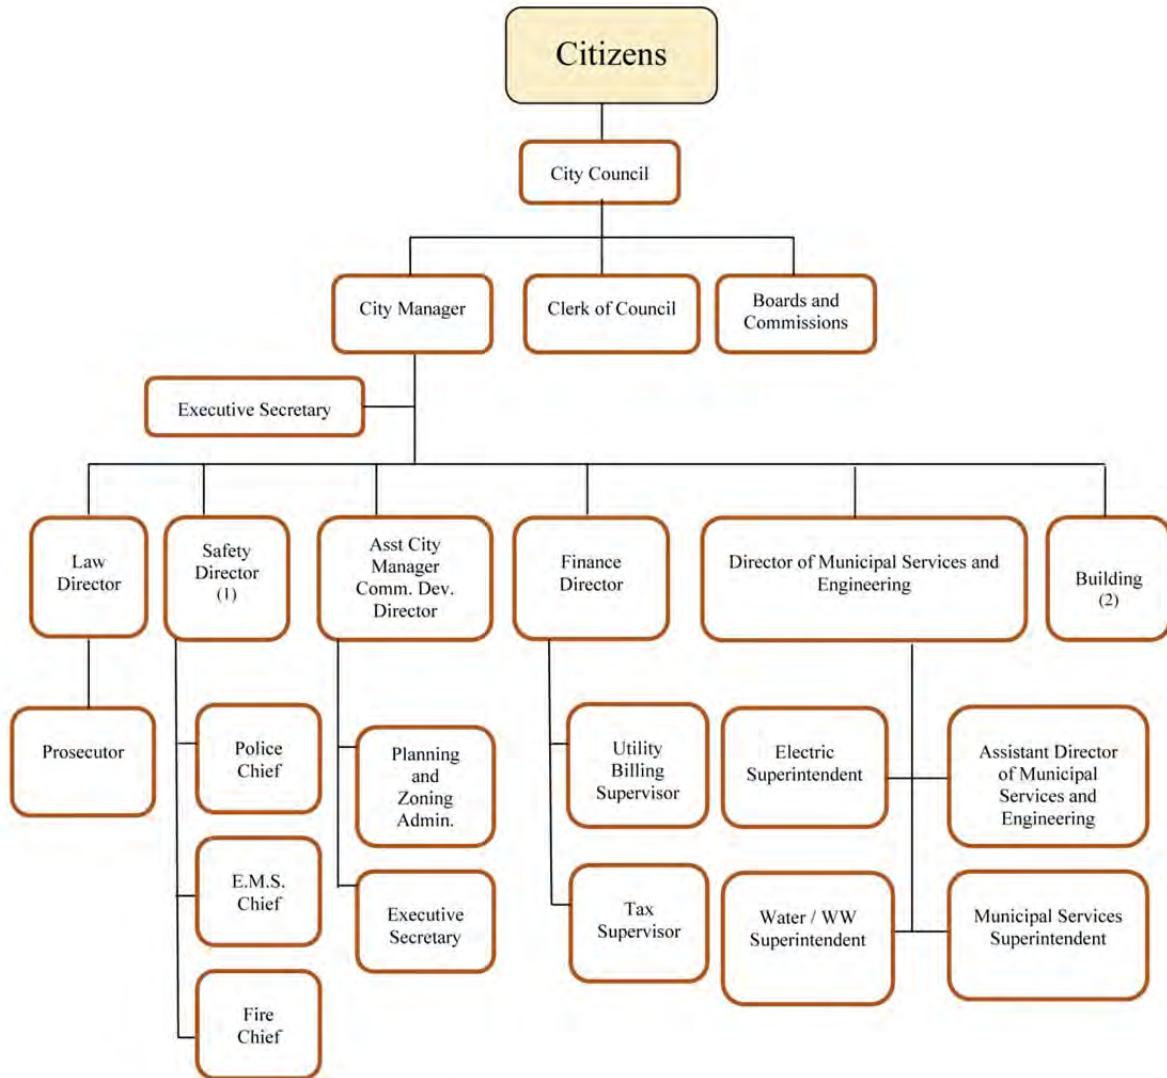 Citizens
City Council
City Manager
Clerk of Council
Boards and
Commissions
Executive Secretary
Law
Director
Safety
Director
(1)
Asst City
Manager
Comm. Dev.
Director
Finance
Director
Director of Municipal Services and
Engineering
Building
(2)
Prosecutor
Police
Chief
E.M.S.
Chief
Fire
Chief
Planning
and
Zoning
Admin.
Executive
Secretary
Utility
Billing
Supervisor
Tax
Supervisor
Electric
Superintendent
Water / WW
Superintendent
Assistant Director
of Municipal
Services and
Engineering
Municipal Services
Superintendent